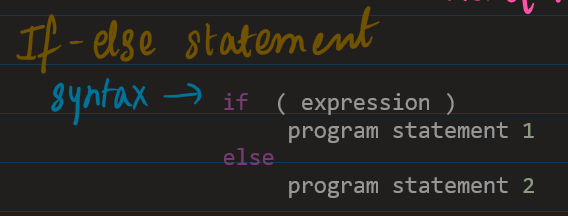 If-else statement
syntax → if ( expression )
program statement 1
else
program statement 2